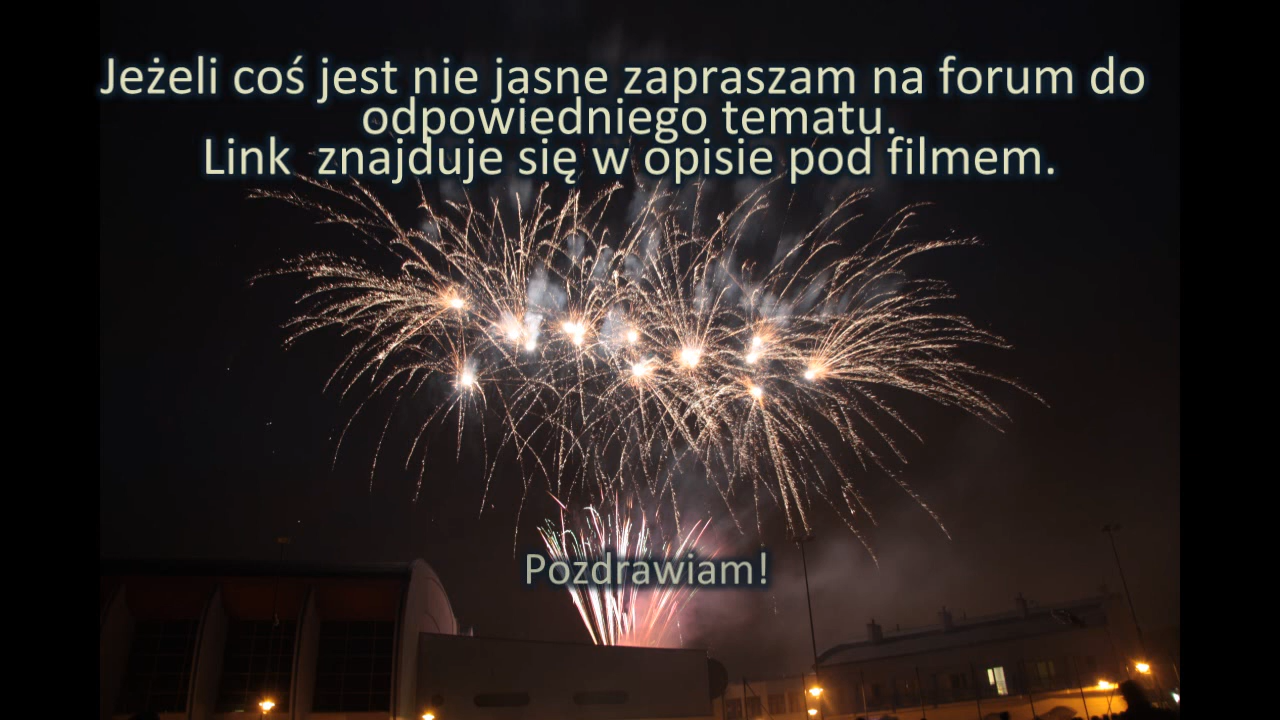 Jeżeli coś jest nie jasne zapraszam na forum do
odpowiedniego tematu.
Link  znajduje się w opisie pod filmem.
Pozdrawiam!